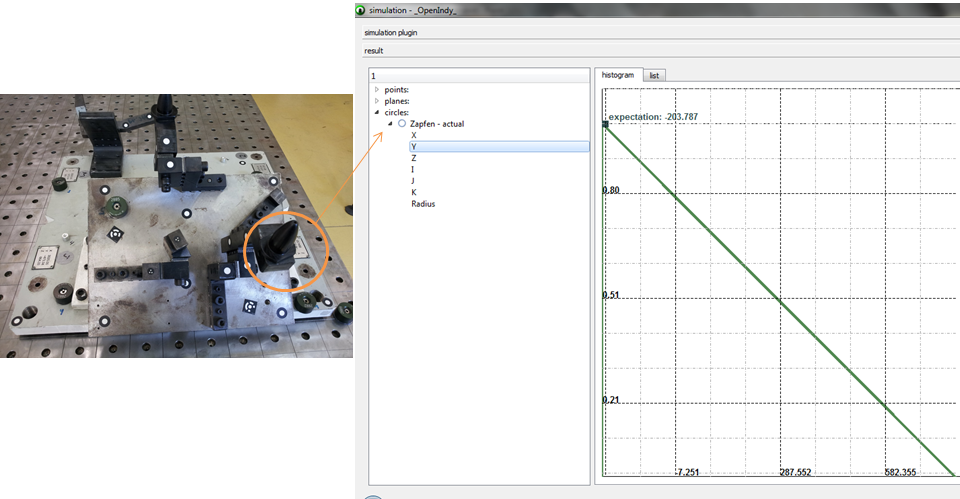 simulation - _OpenIndy_
simulation plugin
result
1
points:
planes:
circles:
Zapfen - actual
X
Y
Z
I
J
K
Radius
histogram
list
expectation: -203.787
0.80
0.51
0.21
-7.251
287.552
582.355